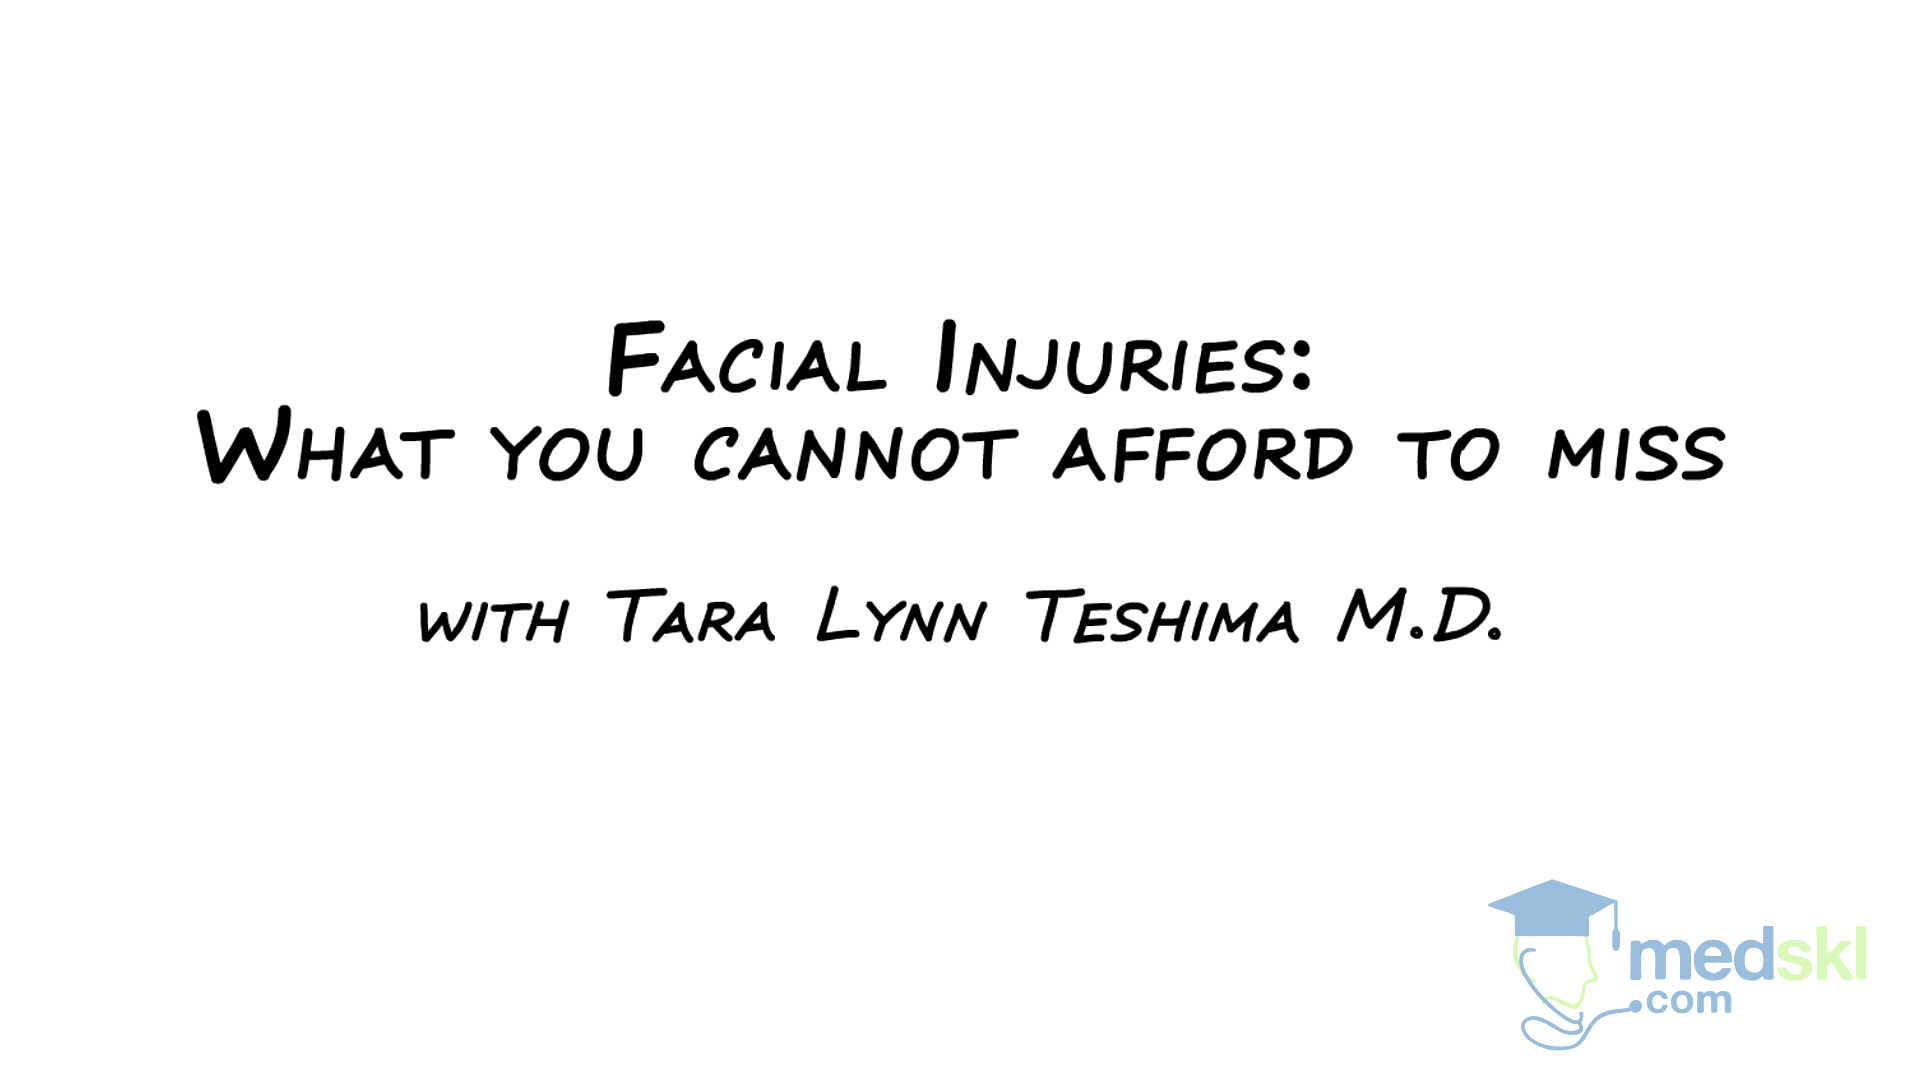 Facial Injuries:
What you cannot afford to miss
with Tara Lynn Teshima M.D.
medskl
.com